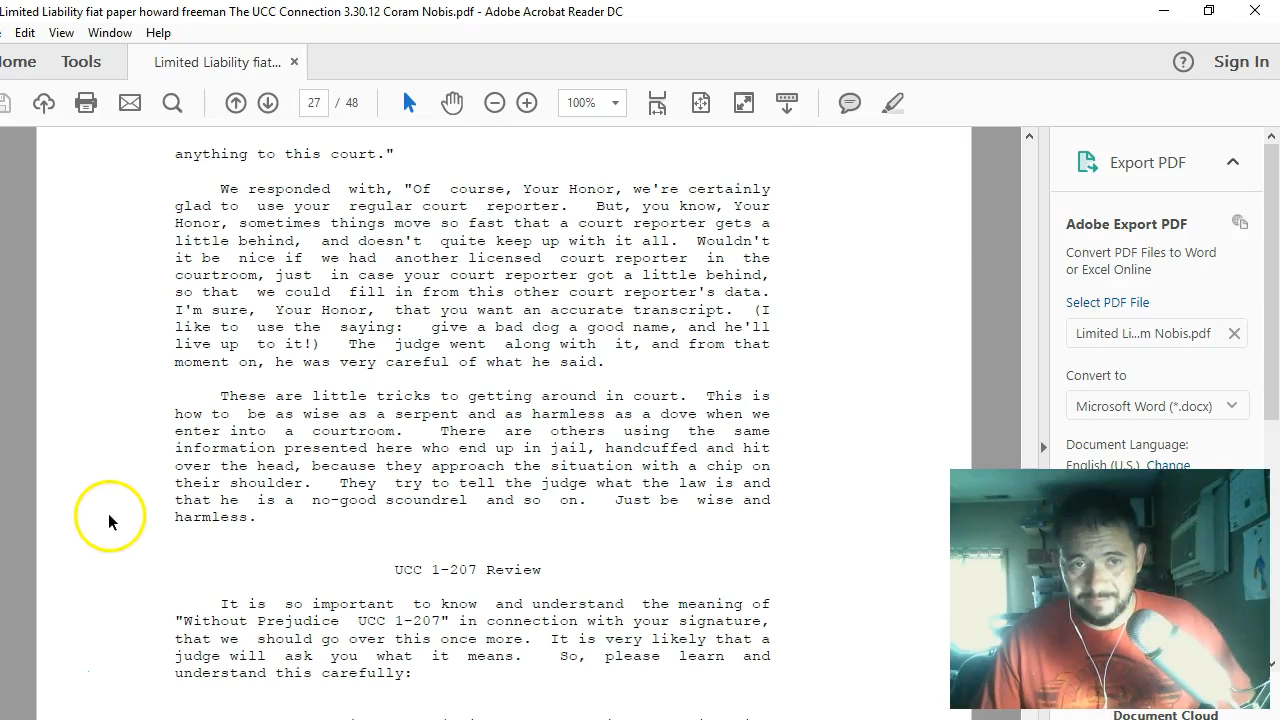 Limited Liability fiat paper howard freeman The UCC Connection 3.30.12 Coram Nobis.pdf - Adobe Acrobat Reader DC
Edit View Window Help
ome Tools Limited Liability fiat... × ? Sign In
27 / 48 100%
anything to this court."
We responded with, "Of course, Your Honor, we're certainly
glad to use your regular court reporter. But, you know, Your
Honor, sometimes things move so fast that a court reporter gets a
little behind, and doesn't quite keep up with it all. Wouldn't
it be nice if we had another licensed court reporter in the
courtroom, just in case your court reporter got a little behind,
so that we could fill in from this other court reporter's data.
I'm sure, Your Honor, that you want an accurate transcript. (I
like to use the saying: give a bad dog a good name, and he'll
live up to it!) The judge went along with it, and from that
moment on, he was very careful of what he said.
These are little tricks to getting around in court. This is
how to be as wise as a serpent and as harmless as a dove when we
enter into a courtroom. There are others using the same
information presented here who end up in jail, handcuffed and hit
over the head, because they approach the situation with a chip on
their shoulder. They try to tell the judge what the law is and
that he is a no-good scoundrel and so on. Just be wise and
harmless.
UCC 1-207 Review
It is so important to know and understand the meaning of
"Without Prejudice UCC 1-207" in connection with your signature,
that we should go over this once more. It is very likely that a
judge will ask you what it means. So, please learn and
understand this carefully:
Export PDF
Adobe Export PDF
Convert PDF Files to Word
or Excel Online
Select PDF File
Limited Li...m Nobis.pdf
Convert to
Microsoft Word (*.docx)
Document Language:
English (U.S.) Change
Document Cloud